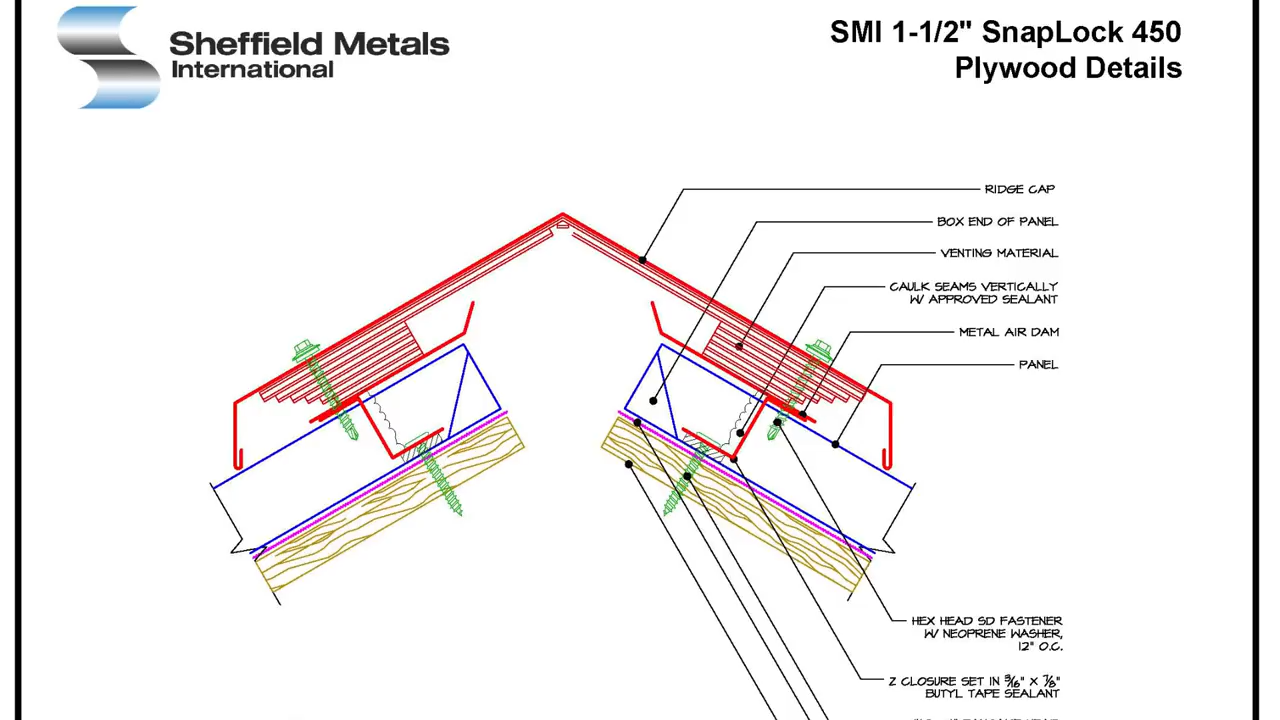 Sheffield Metals
International
SMI 1-1/2" SnapLock 450
Plywood Details
RIDGE CAP
BOX END OF PANEL
VENTING MATERIAL
CAULK SEAMS VERTICALLY
W/ APPROVED SEALANT
METAL AIR DAM
PANEL
HEX HEAD SD FASTENER
W/ NEOPRENE WASHER,
12" O.C.
Z CLOSURE SET IN 3/16" X 7/8"
BUTYL TAPE SEALANT